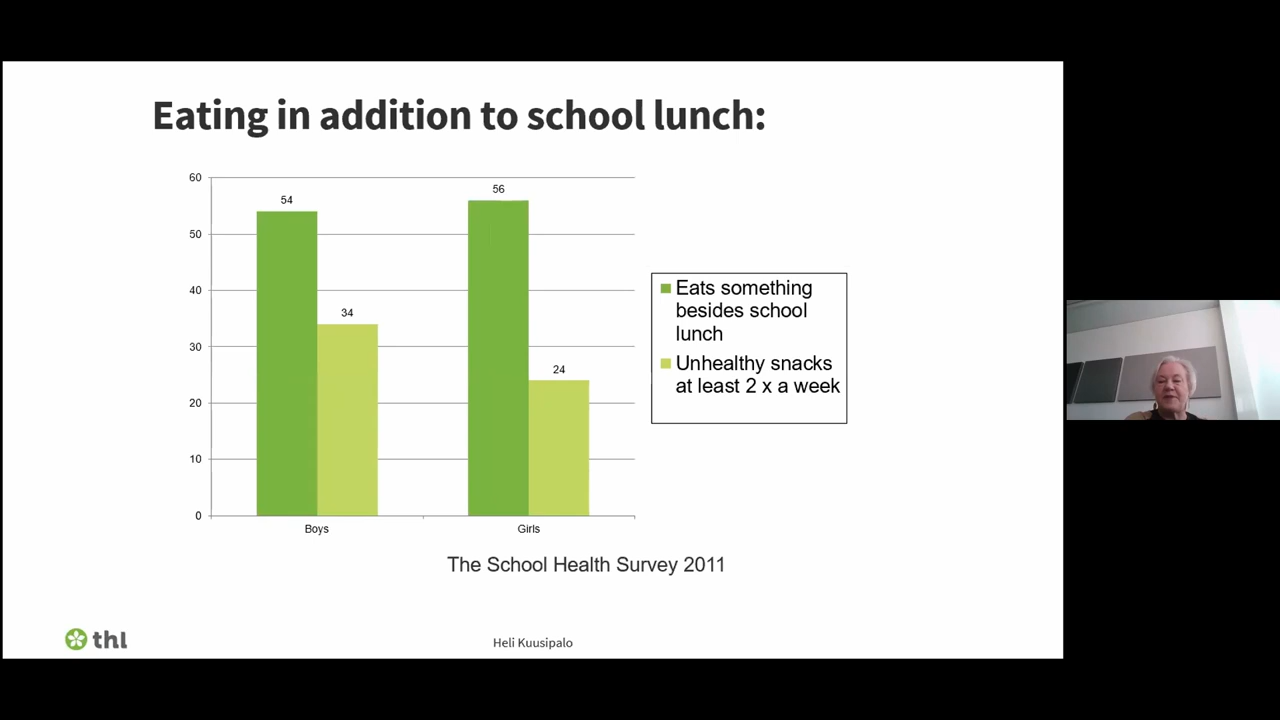 Eating in addition to school lunch:
60
50
40
30
20
10
0
54
34
56
24
Boys
Girls
Eats something
besides school
lunch
Unhealthy snacks
at least 2 x a week
The School Health Survey 2011
thl
Heli Kuusipalo